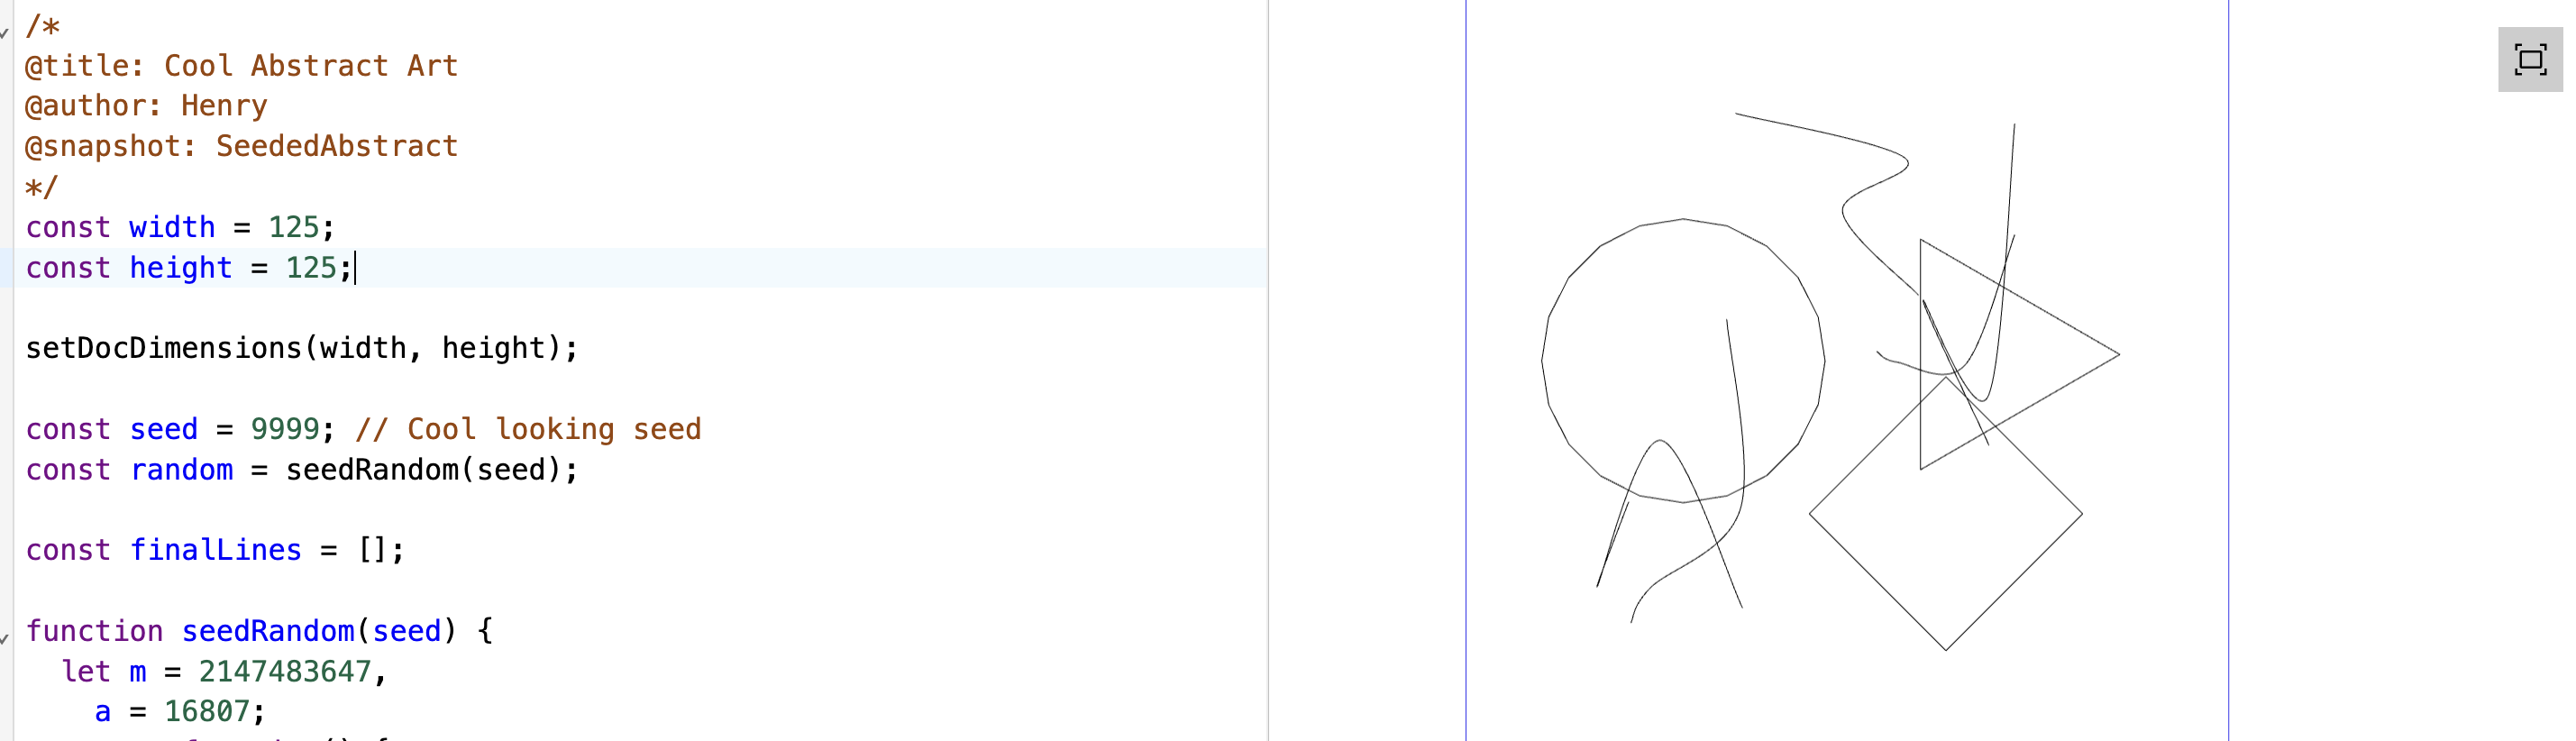 /*
@title: Cool Abstract Art
@author: Henry
@snapshot: SeededAbstract
*/
const width = 125;
const height = 125;
setDocDimensions(width, height);
const seed = 9999; // Cool looking seed
const random = seedRandom(seed);
const finalLines = [];
function seedRandom(seed) {
let m = 2147483647,
a = 16807;